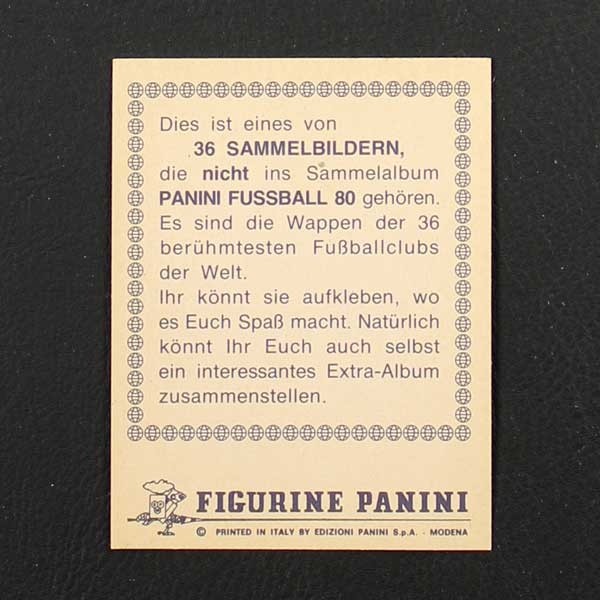 Dies ist eines von
36 SAMMELBILDERN,
die nicht ins Sammelalbum
PANINI FUSSBALL 80 gehören.
Es sind die Wappen der 36
berühmtesten Fußballclubs
der Welt.
Ihr könnt sie aufkleben, wo
es Euch Spaß macht. Natürlich
könnt Ihr Euch auch selbst
ein interessantes Extra-Album
zusammenstellen.
FIGURINE PANINI
© PRINTED IN ITALY BY EDIZIONI PANINI S.p.A. - MODENA